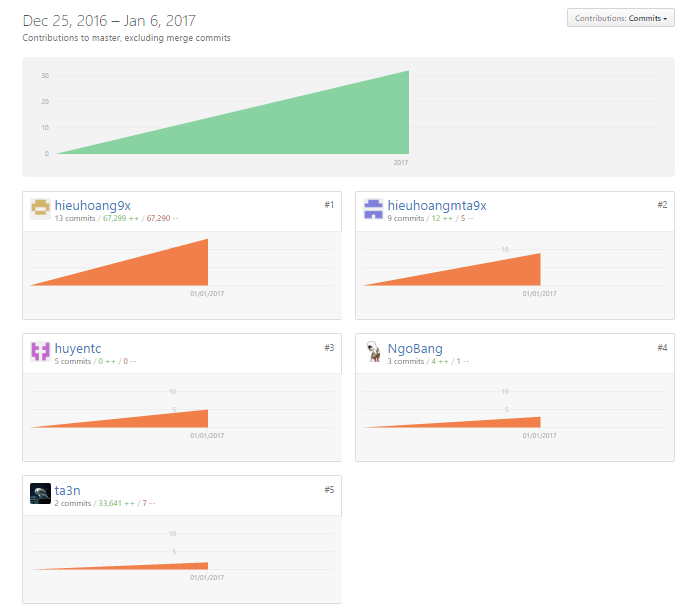 Dec 25, 2016 – Jan 6, 2017
Contributions: Commits
Contributions to master, excluding merge commits
30
20
10
0
2017
hieuhoang9x
#1
13 commits / 67,299 ++ / 67,290 --
01/01/2017
hieuhoangmta9x
#2
9 commits / 12 ++ / 5 --
10
01/01/2017
huyentc
#3
5 commits / 0 ++ / 0 --
10
5
01/01/2017
NgoBang
#4
3 commits / 4 ++ / 1 --
10
5
01/01/2017
ta3n
#5
2 commits / 33,641 ++ / 7 --
10
5
01/01/2017